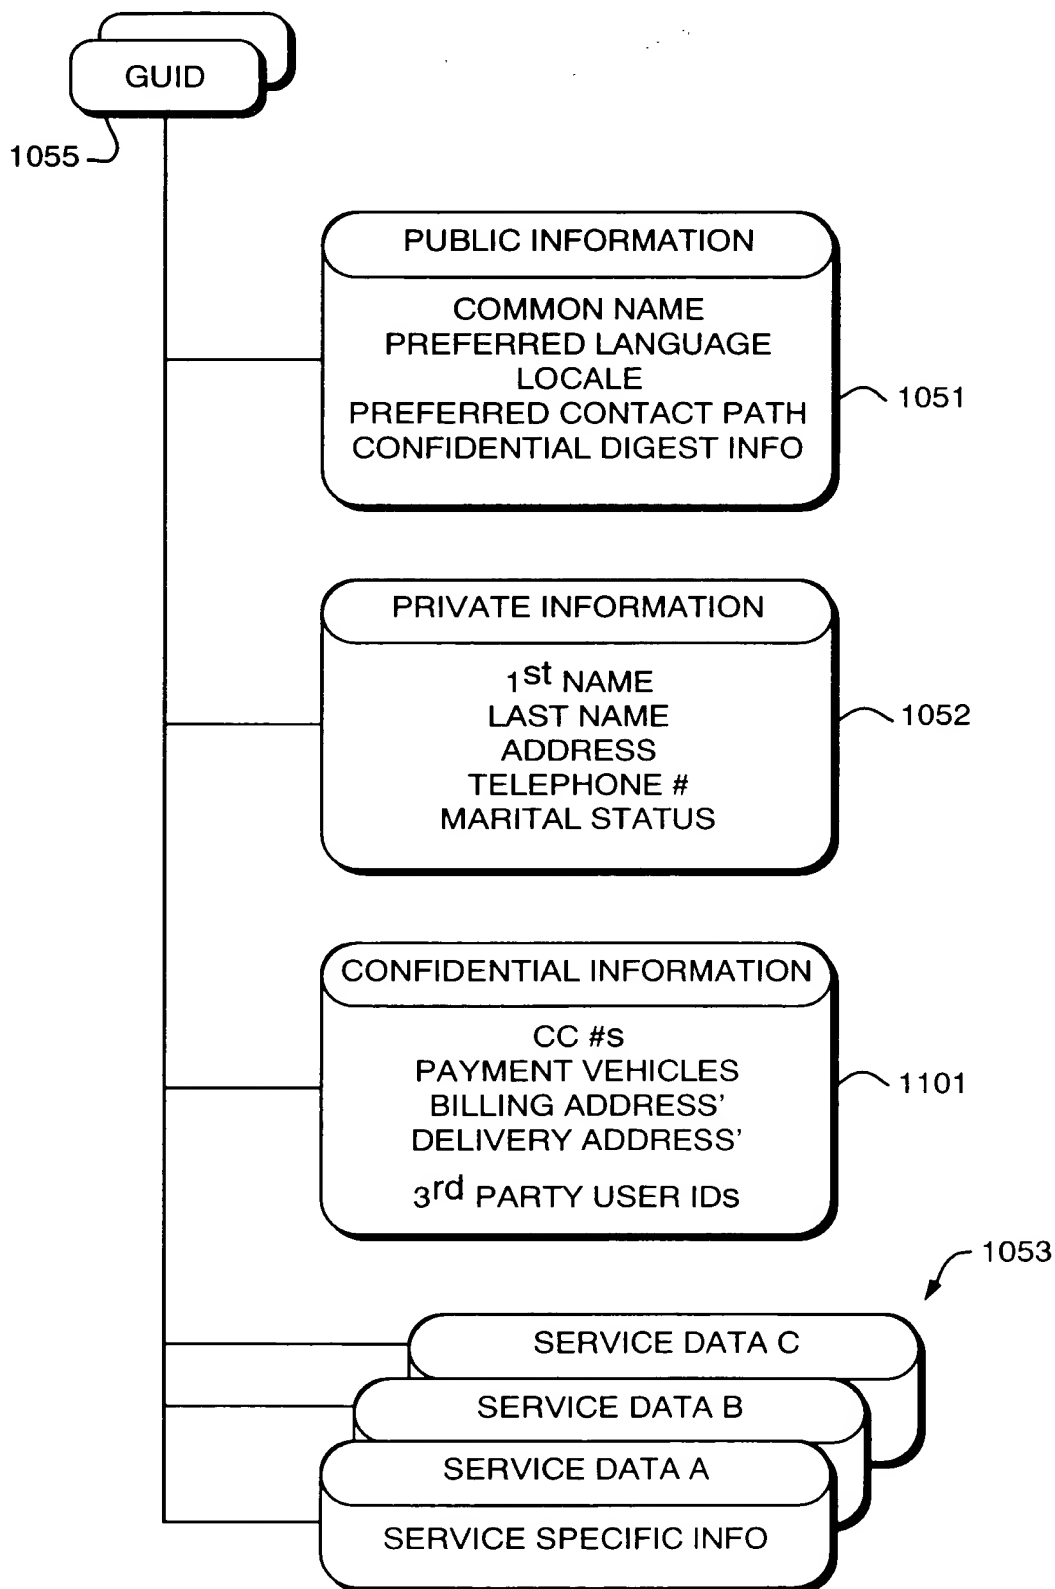 GUID
1055
PUBLIC INFORMATION
COMMON NAME
PREFERRED LANGUAGE
LOCALE
PREFERRED CONTACT PATH
CONFIDENTIAL DIGEST INFO
1051
PRIVATE INFORMATION
1st NAME
LAST NAME
ADDRESS
TELEPHONE #
MARITAL STATUS
1052
CONFIDENTIAL INFORMATION
CC #s
PAYMENT VEHICLES
BILLING ADDRESS'
DELIVERY ADDRESS'
3rd PARTY USER IDs
1101
1053
SERVICE DATA C
SERVICE DATA B
SERVICE DATA A
SERVICE SPECIFIC INFO